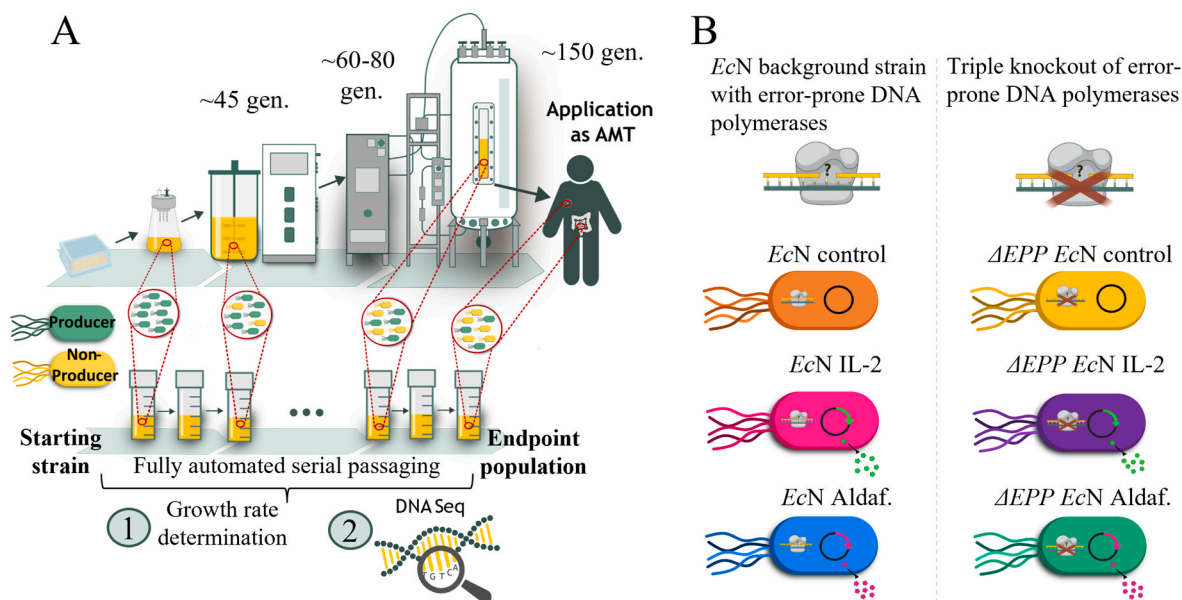 A
~45 gen.
~60-80
gen.
~150 gen.
Application
as AMT
Producer
Non-
Producer
Starting
strain
Endpoint
population
Fully automated serial passaging
1
Growth rate
determination
2
DNA Seq
TGTCA
B
EcN background strain
with error-prone DNA
polymerases
?
Triple knockout of error-
prone DNA polymerases
?
EcN control
ΔEPP EcN control
EcN IL-2
ΔEPP EcN IL-2
EcN Aldaf.
ΔEPP EcN Aldaf.